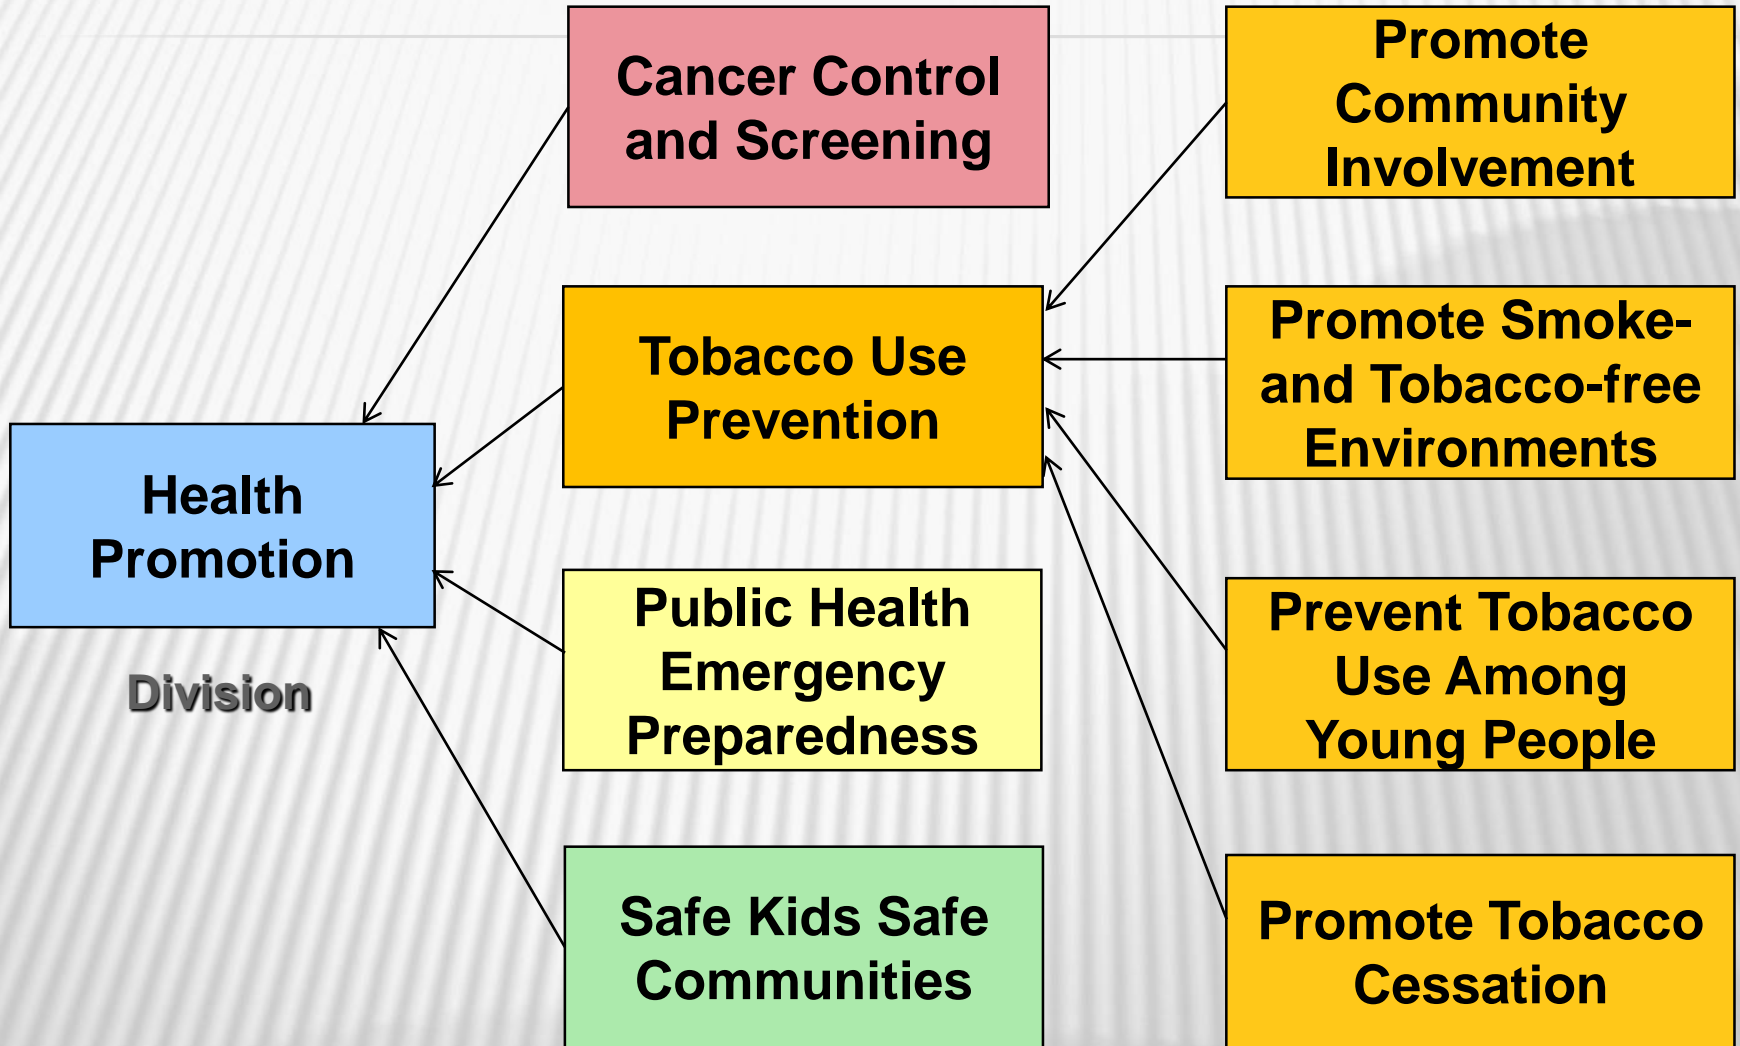 Cancer Control
and Screening
Promote
Community
Involvement
Tobacco Use
Prevention
Promote Smoke-
and Tobacco-free
Environments
Health
Promotion
Division
Public Health
Emergency
Preparedness
Prevent Tobacco
Use Among
Young People
Safe Kids Safe
Communities
Promote Tobacco
Cessation